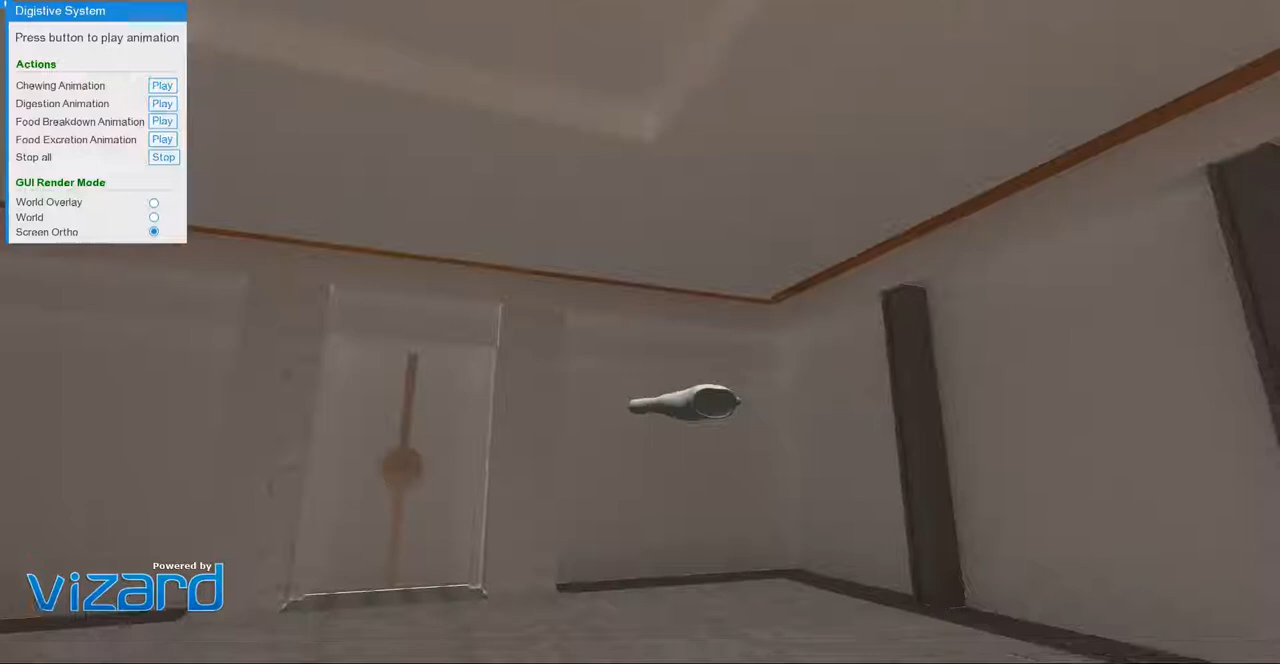 Digistive System
Press button to play animation
Actions
Chewing Animation Play
Digestion Animation Play
Food Breakdown Animation Play
Food Excretion Animation Play
Stop all Stop
GUI Render Mode
World Overlay
World
Screen Ortho
Powered by
vizard